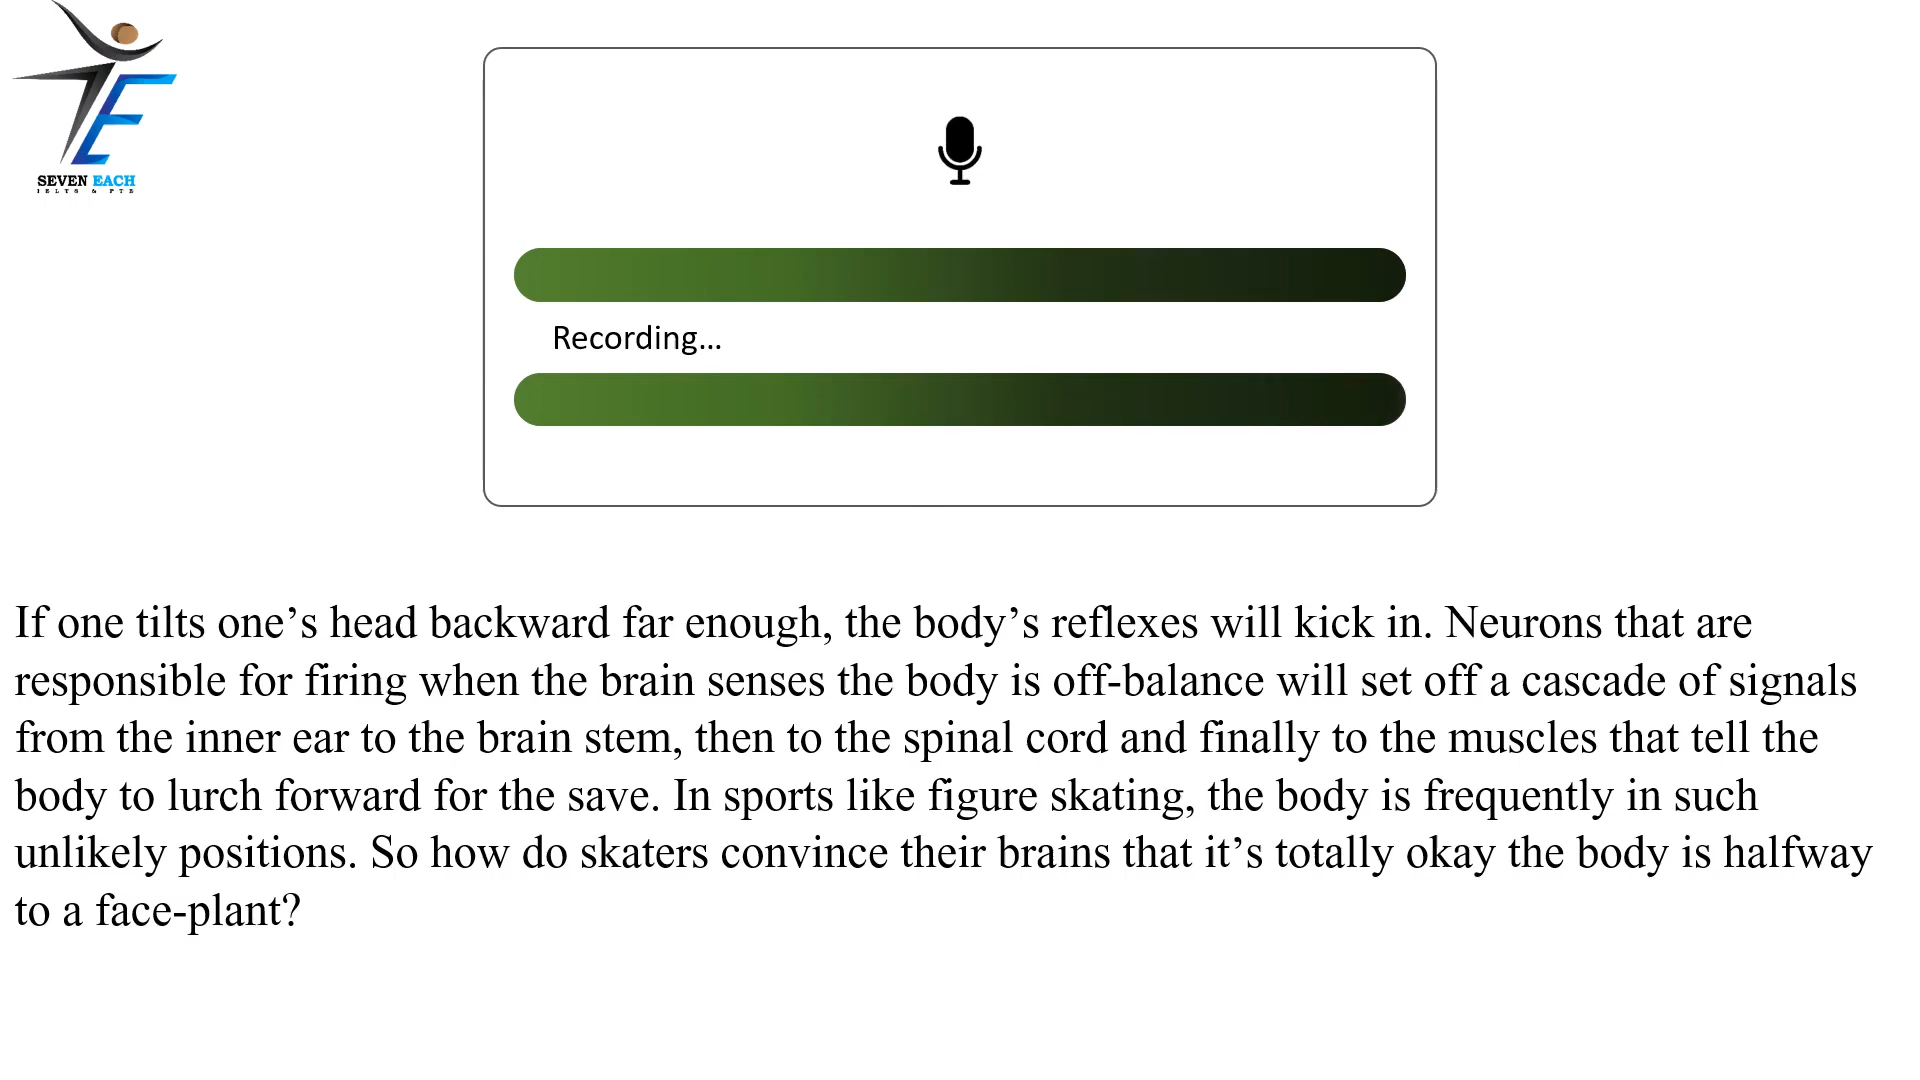 SEVEN EACH
IELTS & PTE
Recording...
If one tilts one’s head backward far enough, the body’s reflexes will kick in. Neurons that are
responsible for firing when the brain senses the body is off-balance will set off a cascade of signals
from the inner ear to the brain stem, then to the spinal cord and finally to the muscles that tell the
body to lurch forward for the save. In sports like figure skating, the body is frequently in such
unlikely positions. So how do skaters convince their brains that it’s totally okay the body is halfway
to a face-plant?